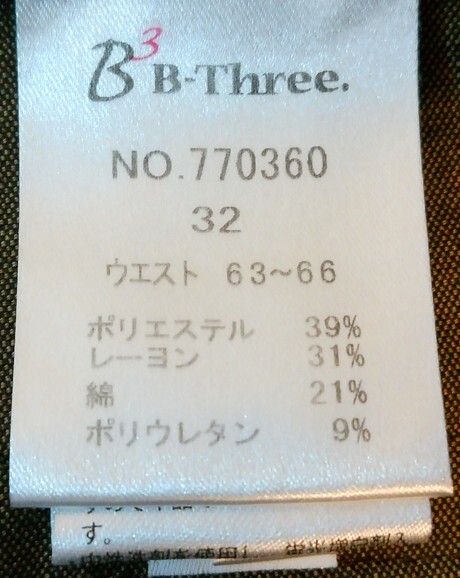 B3 B-Three.
NO.770360
32
ウエスト 63~66
ポリエステル 39%
レーヨン 31%
綿 21%
ポリウレタン 9%
す。